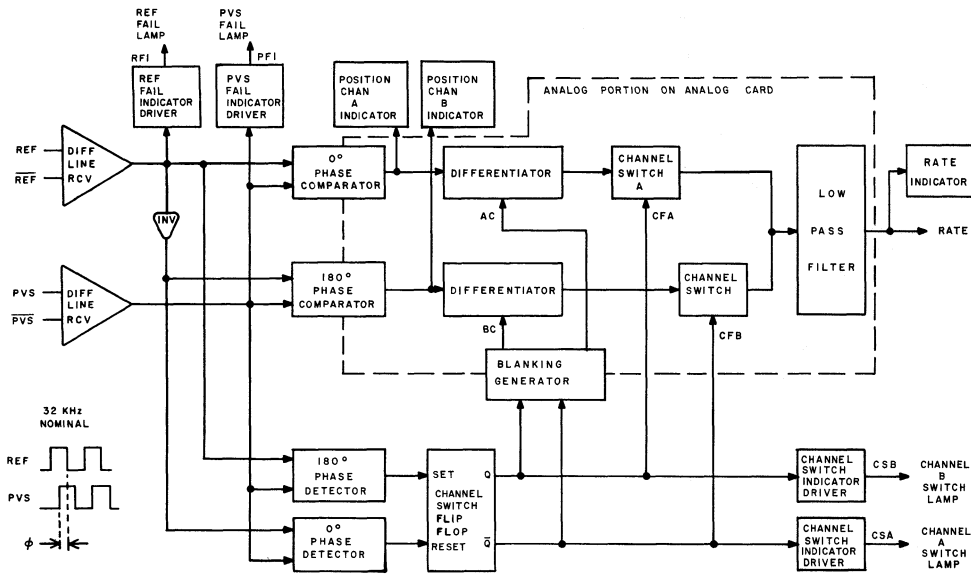 REF
FAIL
LAMP
PVS
FAIL
LAMP
RFI
PFI
REF
FAIL
INDICATOR
DRIVER
PVS
FAIL
INDICATOR
DRIVER
POSITION
CHAN
A
INDICATOR
POSITION
CHAN
B
INDICATOR
ANALOG PORTION ON ANALOG CARD
REF
REF
DIFF
LINE
RCV
0°
PHASE
COMPARATOR
DIFFERENTIATOR
CHANNEL
SWITCH
A
LOW
PASS
FILTER
RATE
INDICATOR
RATE
INV
AC
CFA
PVS
PVS
DIFF
LINE
RCV
180°
PHASE
COMPARATOR
DIFFERENTIATOR
CHANNEL
SWITCH
BC
CFB
BLANKING
GENERATOR
32 KHz
NOMINAL
REF
PVS
ϕ
180°
PHASE
DETECTOR
0°
PHASE
DETECTOR
SET Q
CHANNEL
SWITCH
FLIP
FLOP
RESET Q
CHANNEL
SWITCH
INDICATOR
DRIVER
CSB
CHANNEL
B
SWITCH
LAMP
CHANNEL
SWITCH
INDICATOR
DRIVER
CSA
CHANNEL
A
SWITCH
LAMP